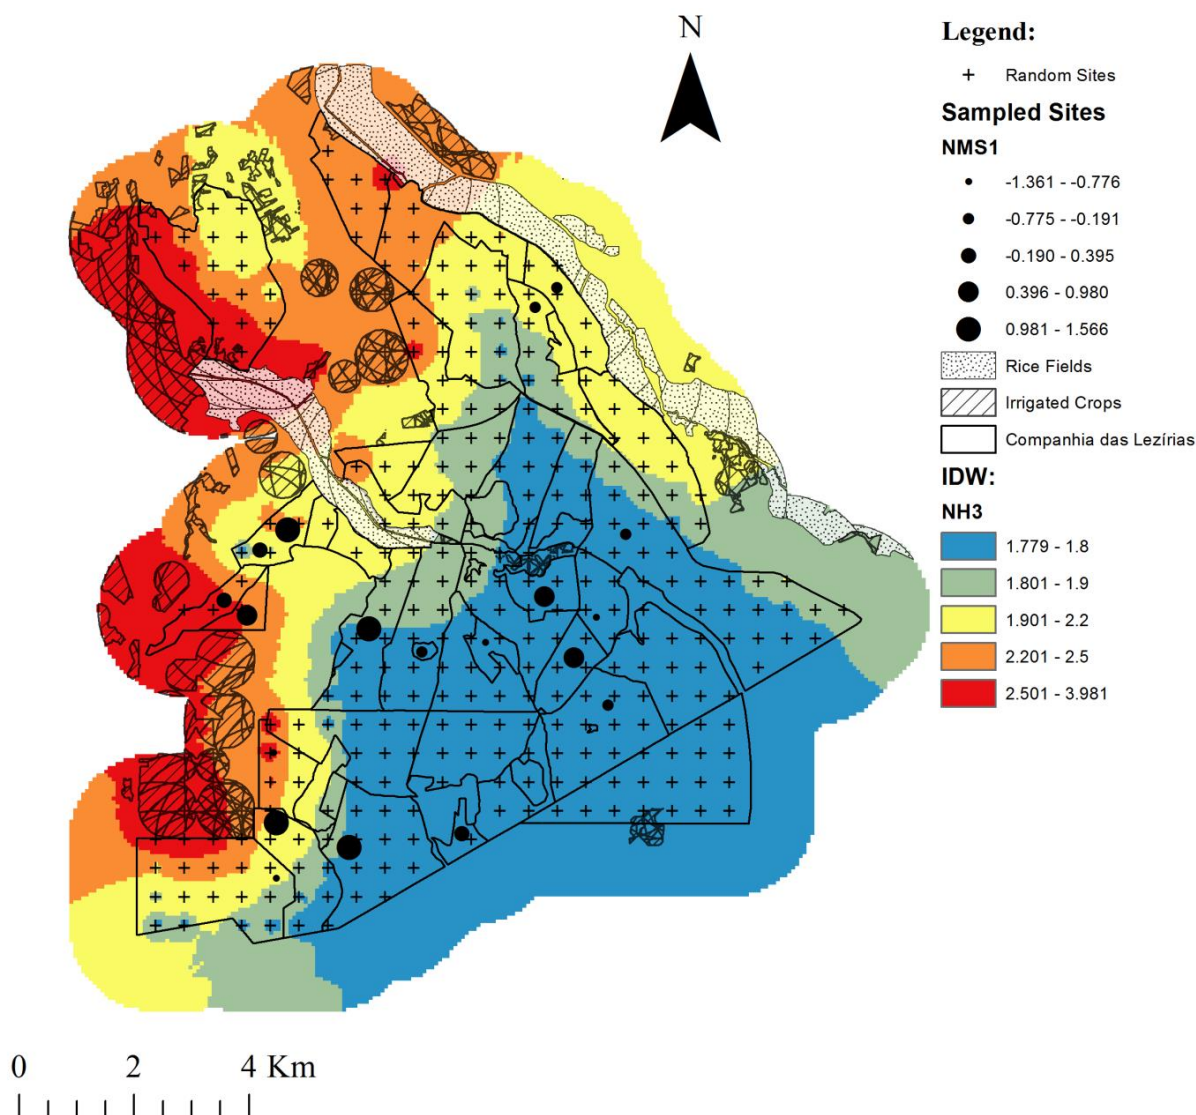 N
Legend:
Random Sites
Sampled Sites
NMS1
-1.361 - -0.776
-0.775 - -0.191
-0.190 - 0.395
0.396 - 0.980
0.981 - 1.566
Rice Fields
Irrigated Crops
Companhia das Lezírias
IDW:
NH3
1.779 - 1.8
1.801 - 1.9
1.901 - 2.2
2.201 - 2.5
2.501 - 3.981
0 2 4 Km